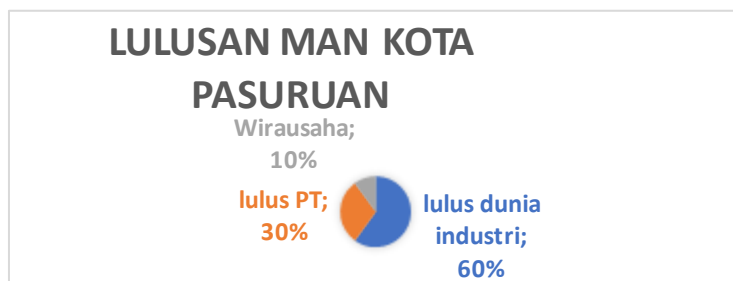 LULUSAN MAN KOTA
PASURUAN
Wirausaha;
10%
lulus PT;
30%
lulus dunia
industri;
60%